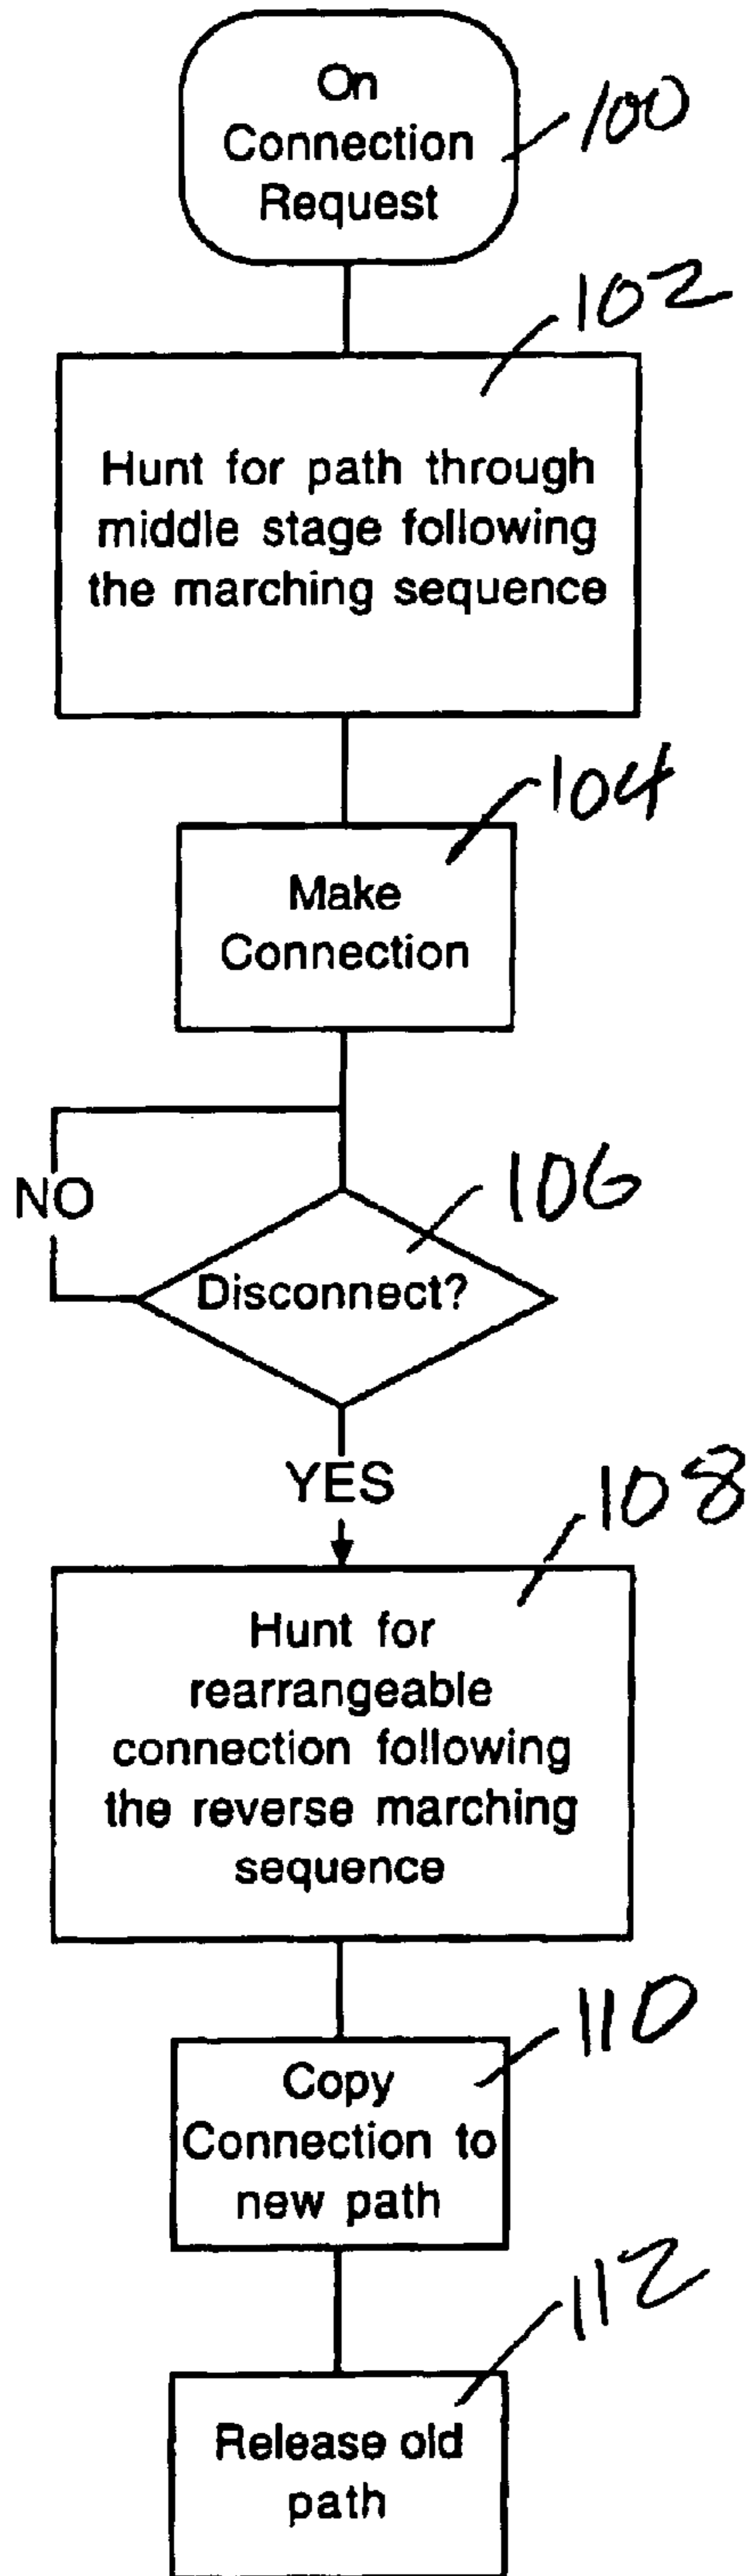 On
Connection
Request
100
102
Hunt for path through
middle stage following
the marching sequence
104
Make
Connection
NO
106
Disconnect?
YES
108
Hunt for
rearrangeable
connection following
the reverse marching
sequence
110
Copy
Connection to
new path
112
Release old
path